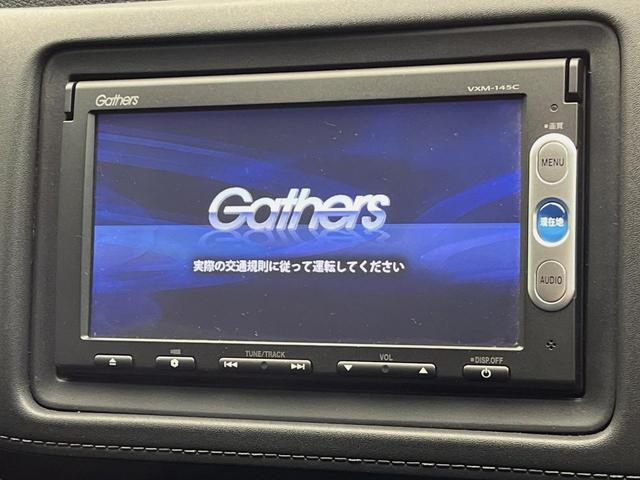 Gathers
VXM-145C
■画質
MENU
Gathers
現在地
実際の交通規則に従って運転してください
AUDIO
TUNE/TRACK
VOL
■DISP.OFF